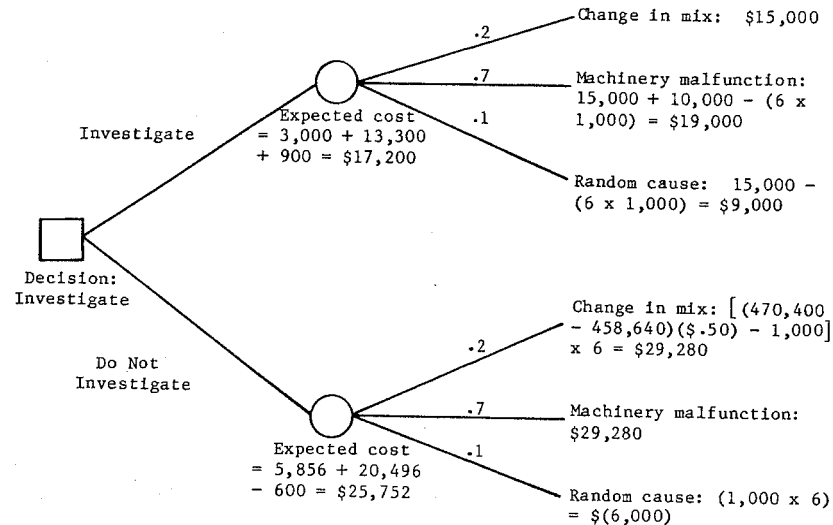 .2
Change in mix: $15,000
.7
Machinery malfunction:
15,000 + 10,000 - (6 x
1,000) = $19,000
.1
Investigate
Expected cost
= 3,000 + 13,300
+ 900 = $17,200
Random cause: 15,000 -
(6 x 1,000) = $9,000
Decision:
Investigate
Change in mix: [(470,400
- 458,640)($.50) - 1,000]
x 6 = $29,280
.2
Do Not
Investigate
.7
Machinery malfunction:
$29,280
.1
Expected cost
= 5,856 + 20,496
- 600 = $25,752
Random cause: (1,000 x 6)
= $(6,000)